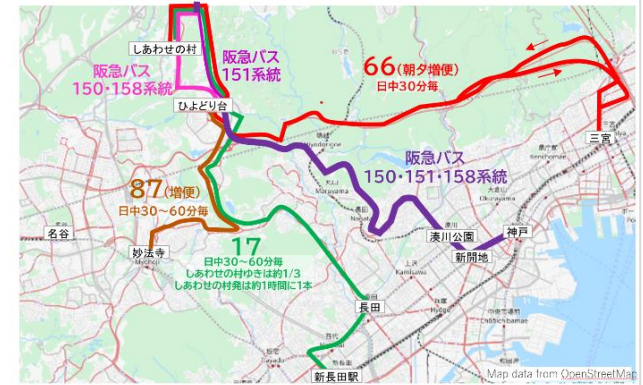 しあわせの村
阪急バス
150・158系統
阪急バス
151系統
66(朝夕増便)
日中30分毎
ひよどり台
三宮
阪急バス
150・151・158系統
87(増便)
日中30~60分毎
名谷
妙法寺
17
日中30~60分毎
しあわせの村ゆきは約1/3
しあわせの村発は約1時間に1本
湊川公園
神戸
新開地
長田
新長田駅
Maruyama
Kamisawa
Okurayama
Map data from OpenStreetMap